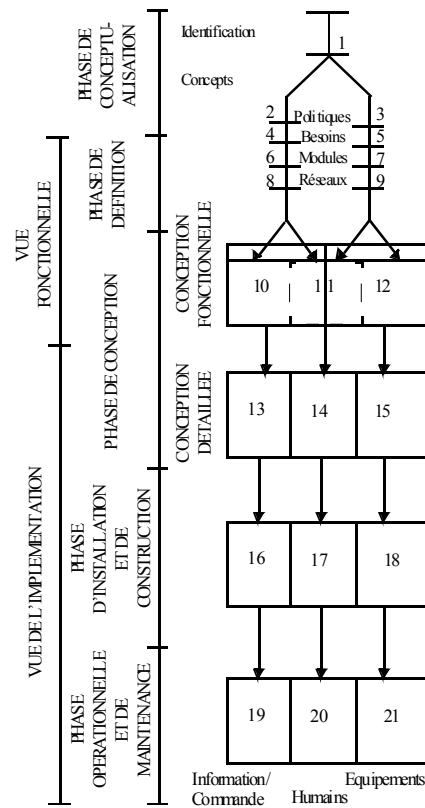 PHASE DE
CONCEPTU-
ALISATION
Identification
1
Concepts
2 Politiques 3
4 Besoins 5
6 Modules 7
8 Réseaux 9
VUE
FONCTIONNELLE
PHASE DE
DEFINITION
PHASE DE CONCEPTION
CONCEPTION
FONCTIONNELLE
10 11 12
CONCEPTION
DETAILLEE
13 14 15
VUE DE L'IMPLEMENTATION
PHASE
D'INSTALLATION
ET DE
CONSTRUCTION
16 17 18
PHASE
OPERATIONNELLE
ET DE
MAINTENANCE
19 20 21
Information/
Commande
Humains
Equipements